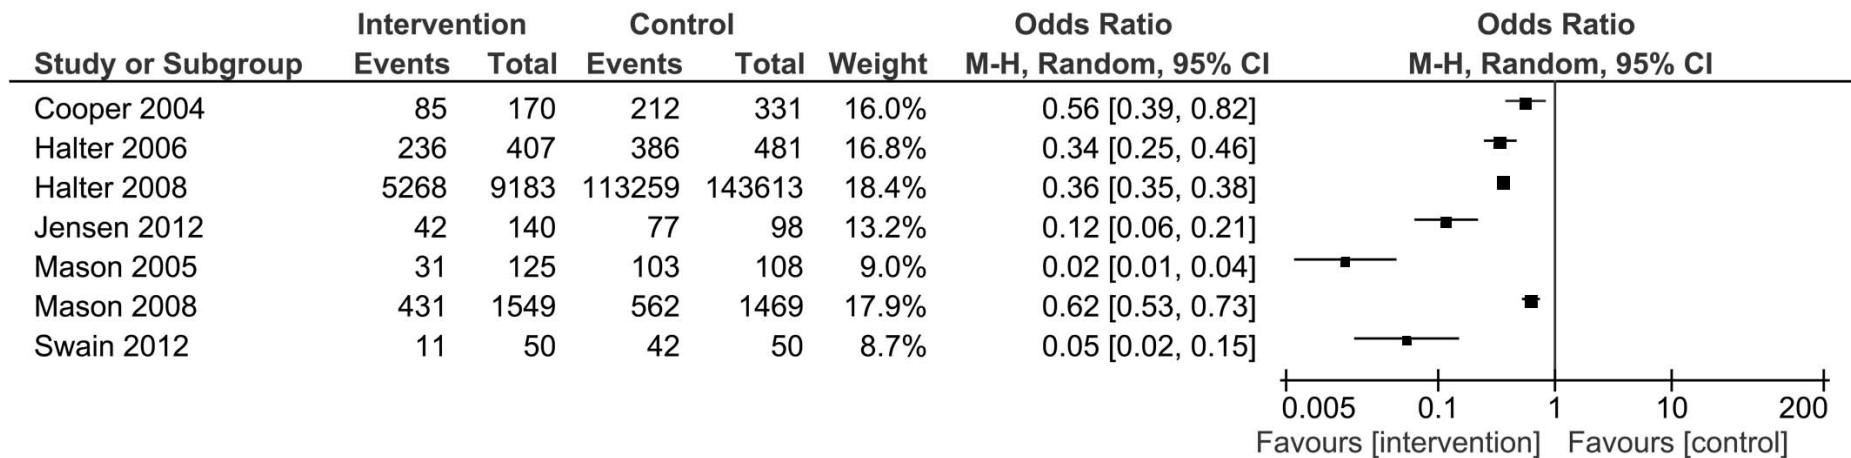 Intervention Control Odds Ratio Odds Ratio
Study or Subgroup Events Total Events Total Weight M-H, Random, 95% CI M-H, Random, 95% CI
Cooper 2004 85 170 212 331 16.0% 0.56 [0.39, 0.82]
Halter 2006 236 407 386 481 16.8% 0.34 [0.25, 0.46]
Halter 2008 5268 9183 113259 143613 18.4% 0.36 [0.35, 0.38]
Jensen 2012 42 140 77 98 13.2% 0.12 [0.06, 0.21]
Mason 2005 31 125 103 108 9.0% 0.02 [0.01, 0.04]
Mason 2008 431 1549 562 1469 17.9% 0.62 [0.53, 0.73]
Swain 2012 11 50 42 50 8.7% 0.05 [0.02, 0.15]
0.005 0.1 1 10 200
Favours [intervention] Favours [control]